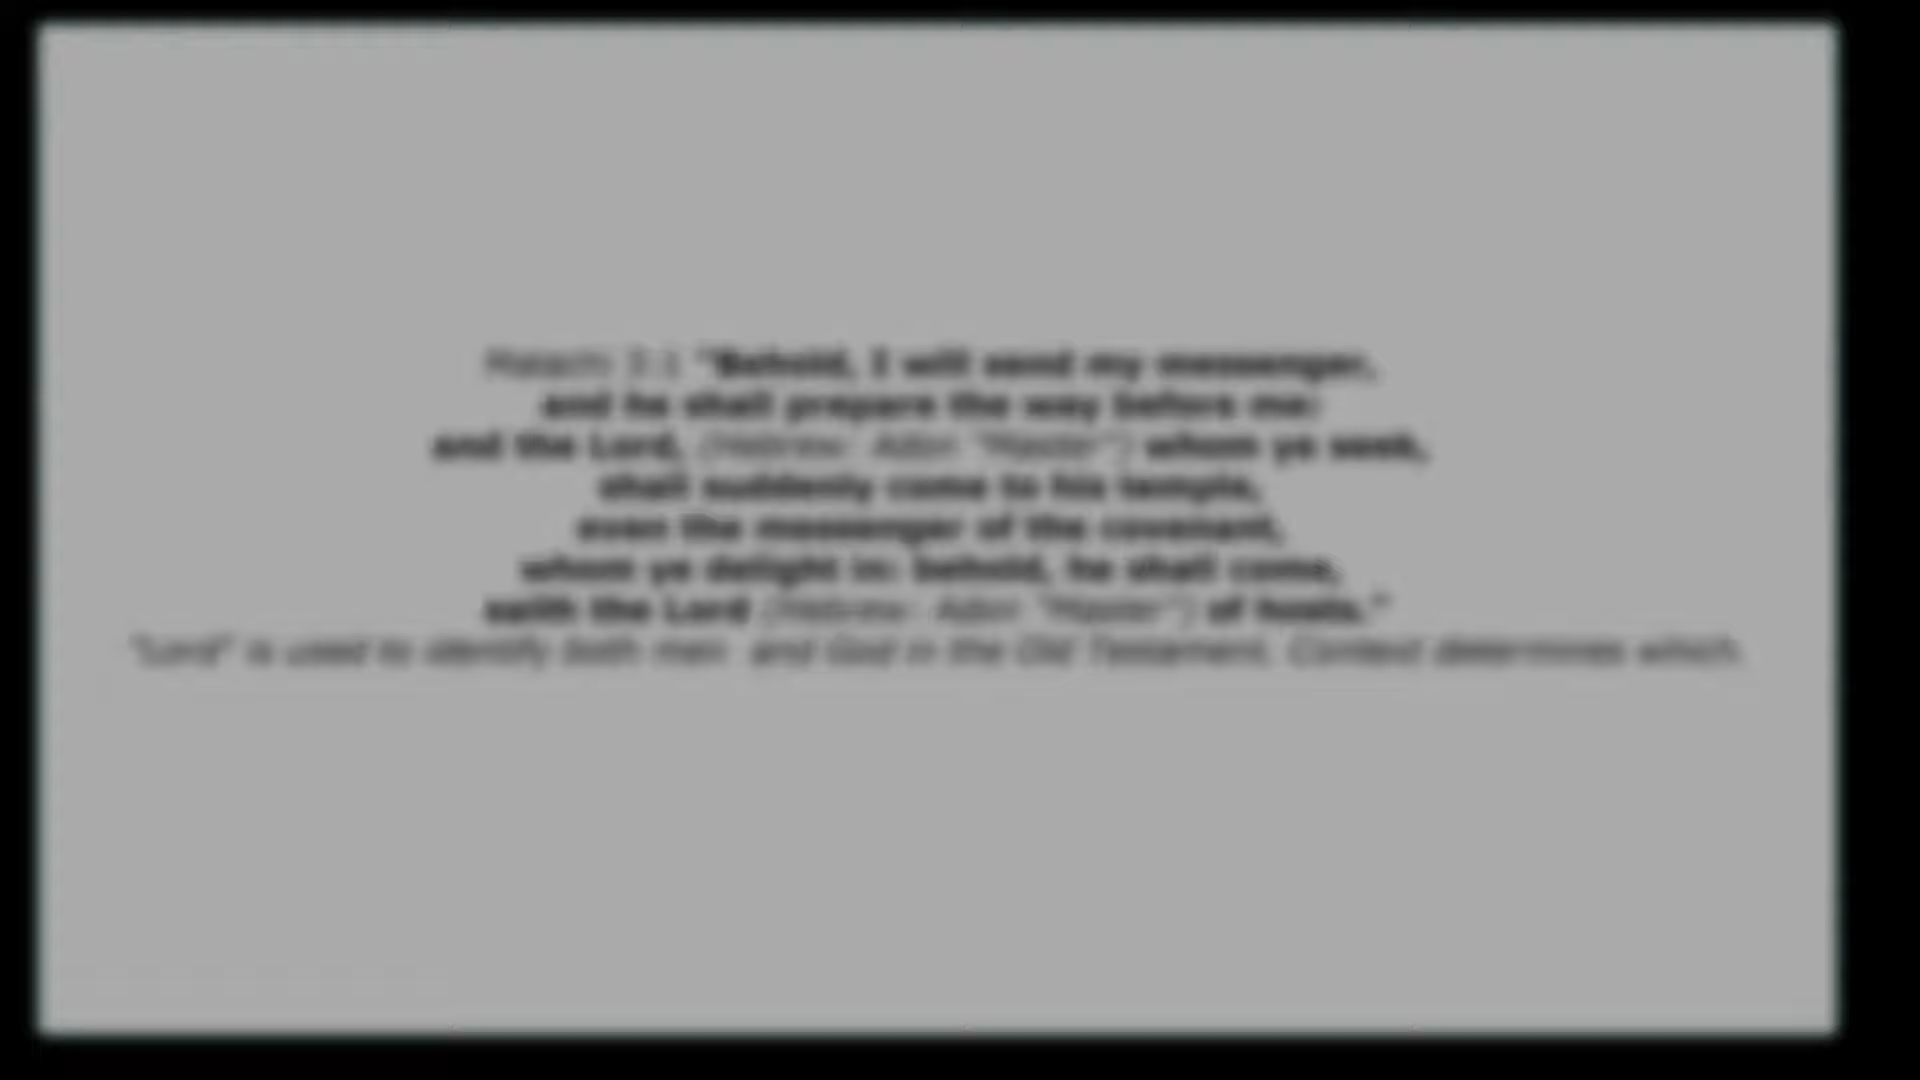 Malachi 3:1 "Behold, I will send my messenger,
and he shall prepare the way before me:
and the Lord, (Hebrew: Adon "Master") whom ye seek,
shall suddenly come to his temple,
even the messenger of the covenant,
whom ye delight in: behold, he shall come,
saith the Lord (Hebrew: Adon "Master") of hosts."
"Lord" is used to identify both men and God in the Old Testament. Context determines which.